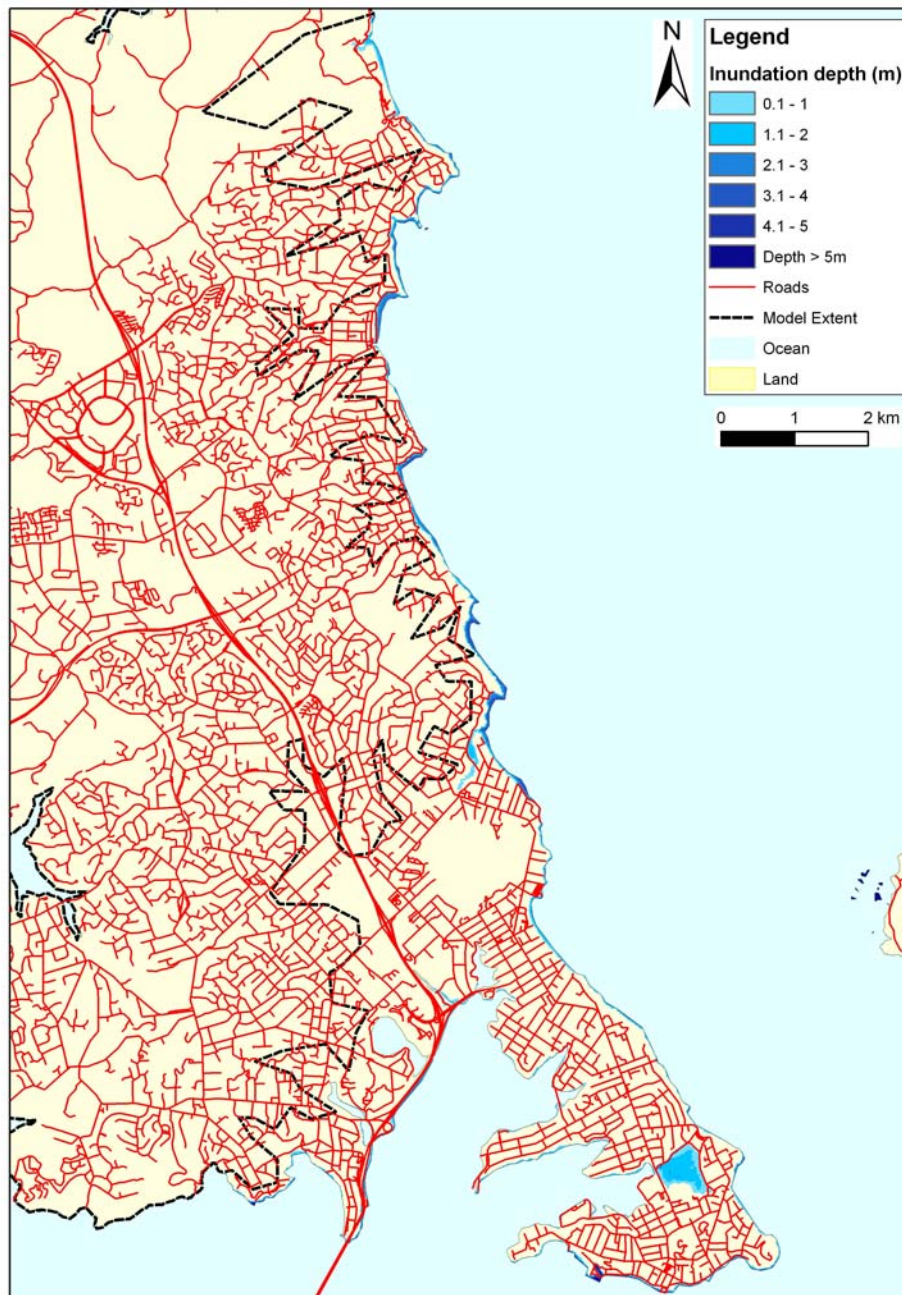 N
Legend
Inundation depth (m)
0.1 - 1
1.1 - 2
2.1 - 3
3.1 - 4
4.1 - 5
Depth > 5m
Roads
Model Extent
Ocean
Land
0 1 2 km